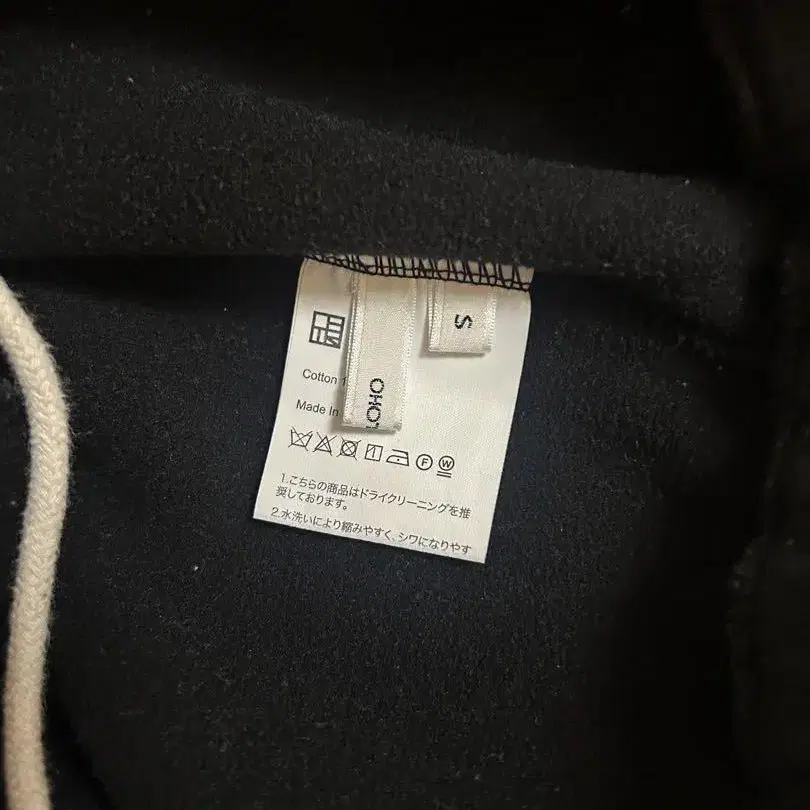 S
Cotton
Made In
F W
1.こちらの商品はドライクリーニングを推
奨しております。
2.水洗いにより縮みやすく、シワになりやす